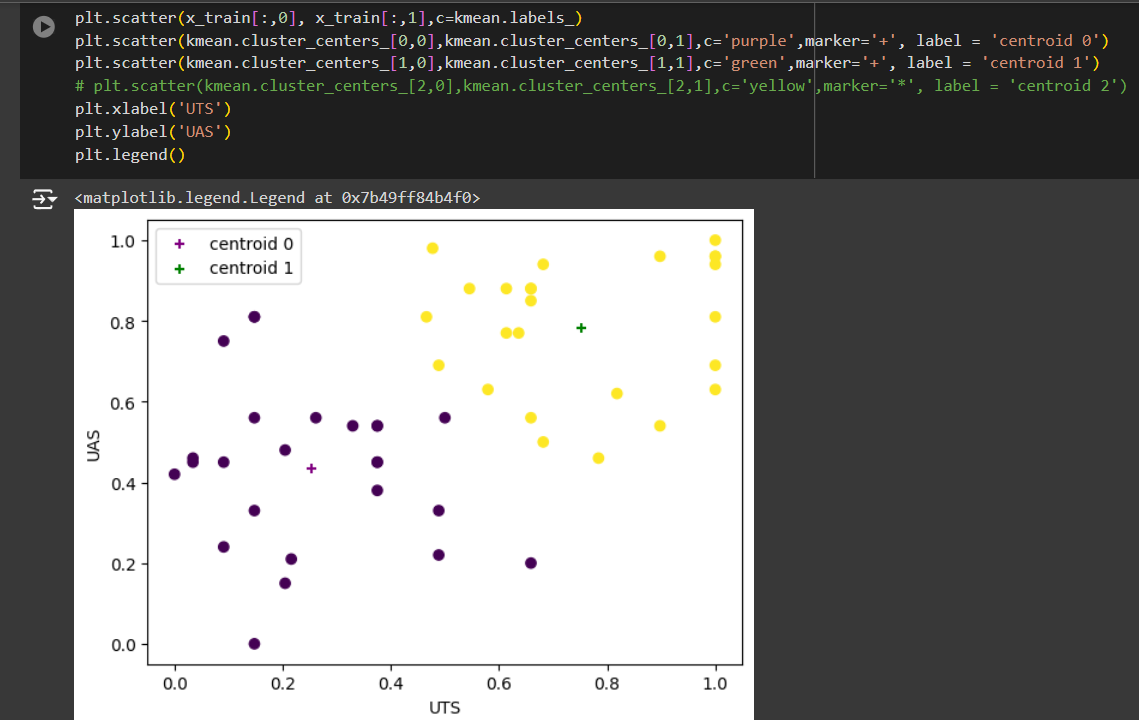 plt.scatter(x_train[:,0], x_train[:,1],c=kmean.labels_)
plt.scatter(kmean.cluster_centers_[0,0],kmean.cluster_centers_[0,1],c='purple',marker='+', label = 'centroid 0')
plt.scatter(kmean.cluster_centers_[1,0],kmean.cluster_centers_[1,1],c='green',marker='+', label = 'centroid 1')
# plt.scatter(kmean.cluster_centers_[2,0],kmean.cluster_centers_[2,1],c='yellow',marker='*', label = 'centroid 2')
plt.xlabel('UTS')
plt.ylabel('UAS')
plt.legend()
<matplotlib.legend.Legend at 0x7b49ff84b4f0>
centroid 0
centroid 1
1.0
0.8
0.6
0.4
0.2
0.0
UAS
0.0 0.2 0.4 0.6 0.8 1.0
UTS